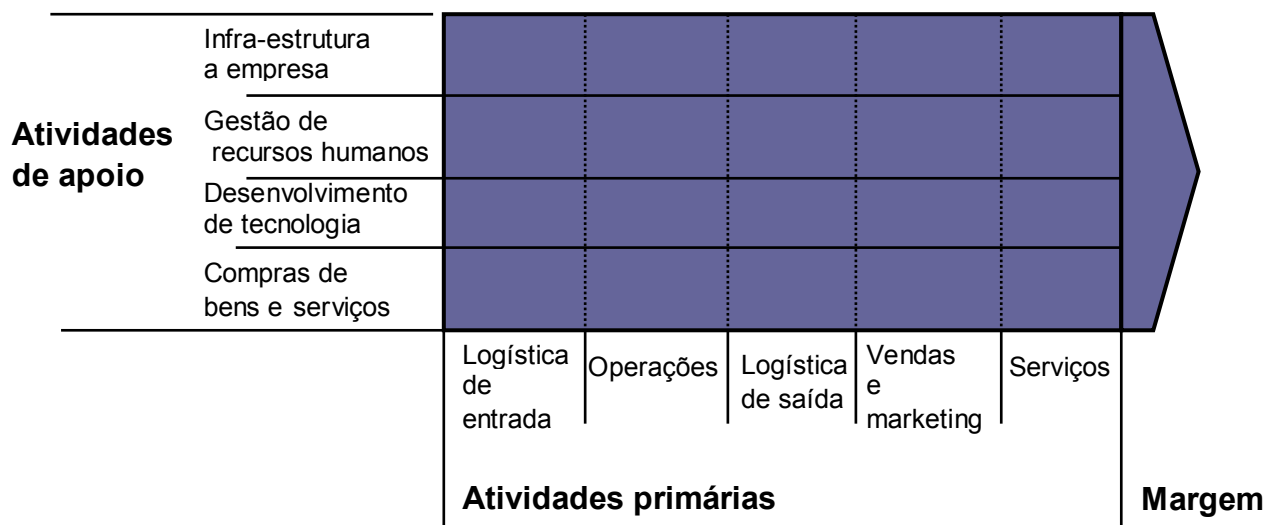 Infra-estrutura
a empresa
Atividades
de apoio
Gestão de
recursos humanos
Desenvolvimento
de tecnologia
Compras de
bens e serviços
Logística
de
entrada
Operações
Logística
de saída
Vendas
e
marketing
Serviços
Atividades primárias
Margem